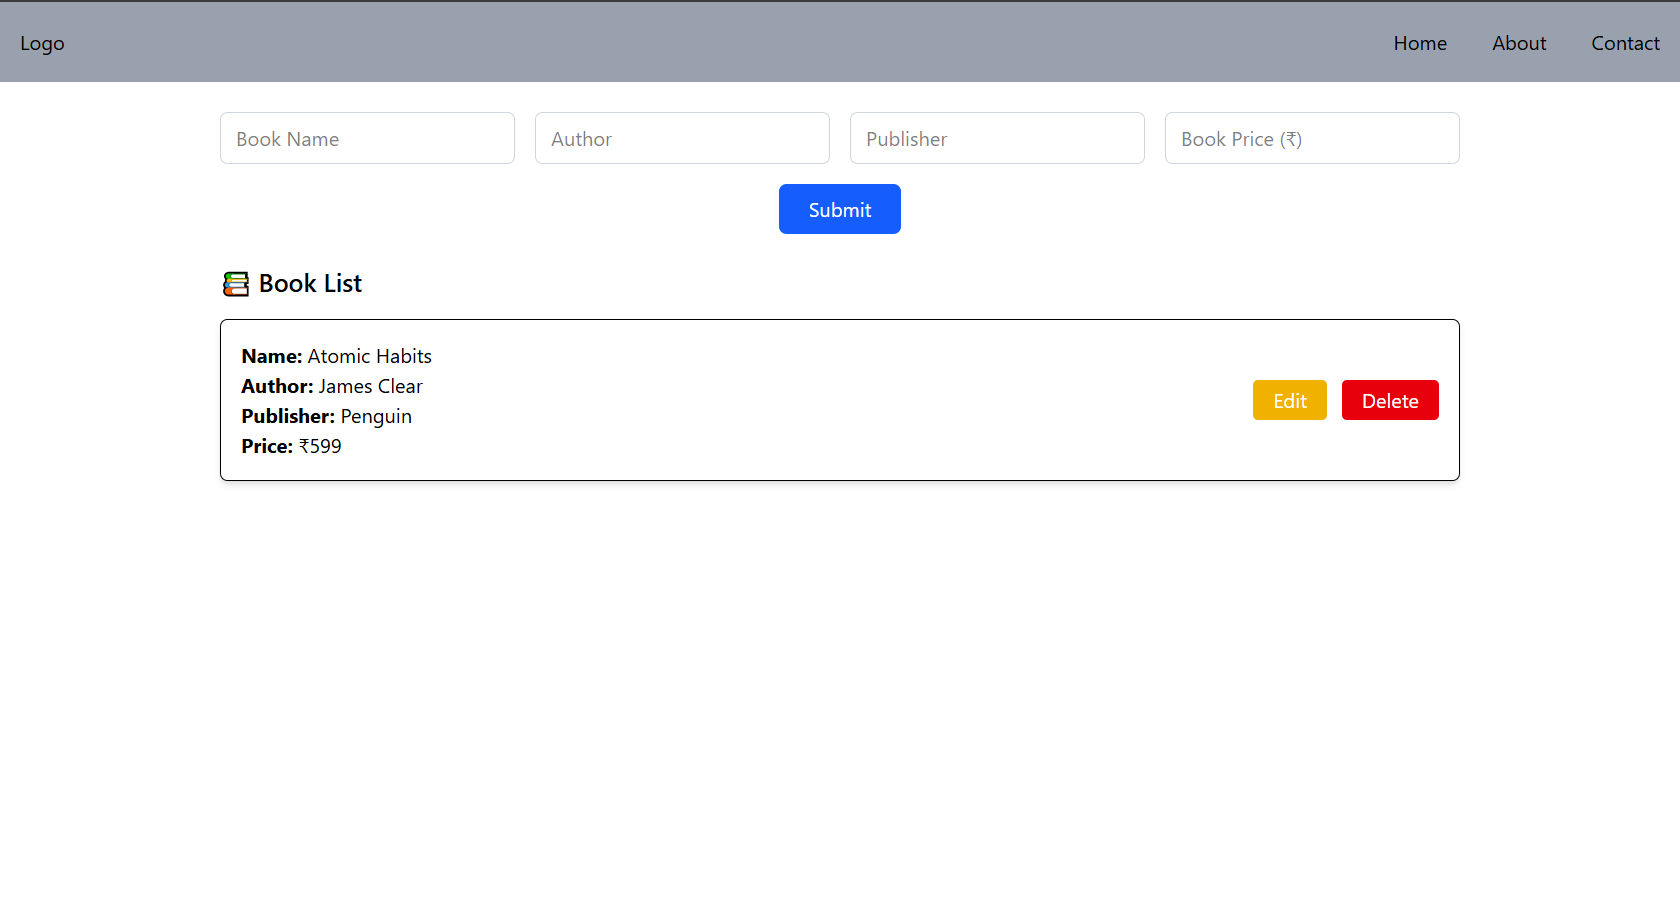 Logo Home About Contact
Book Name Author Publisher Book Price (₹)
Submit
📚 Book List
Name: Atomic Habits
Author: James Clear
Publisher: Penguin
Price: ₹599
Edit Delete